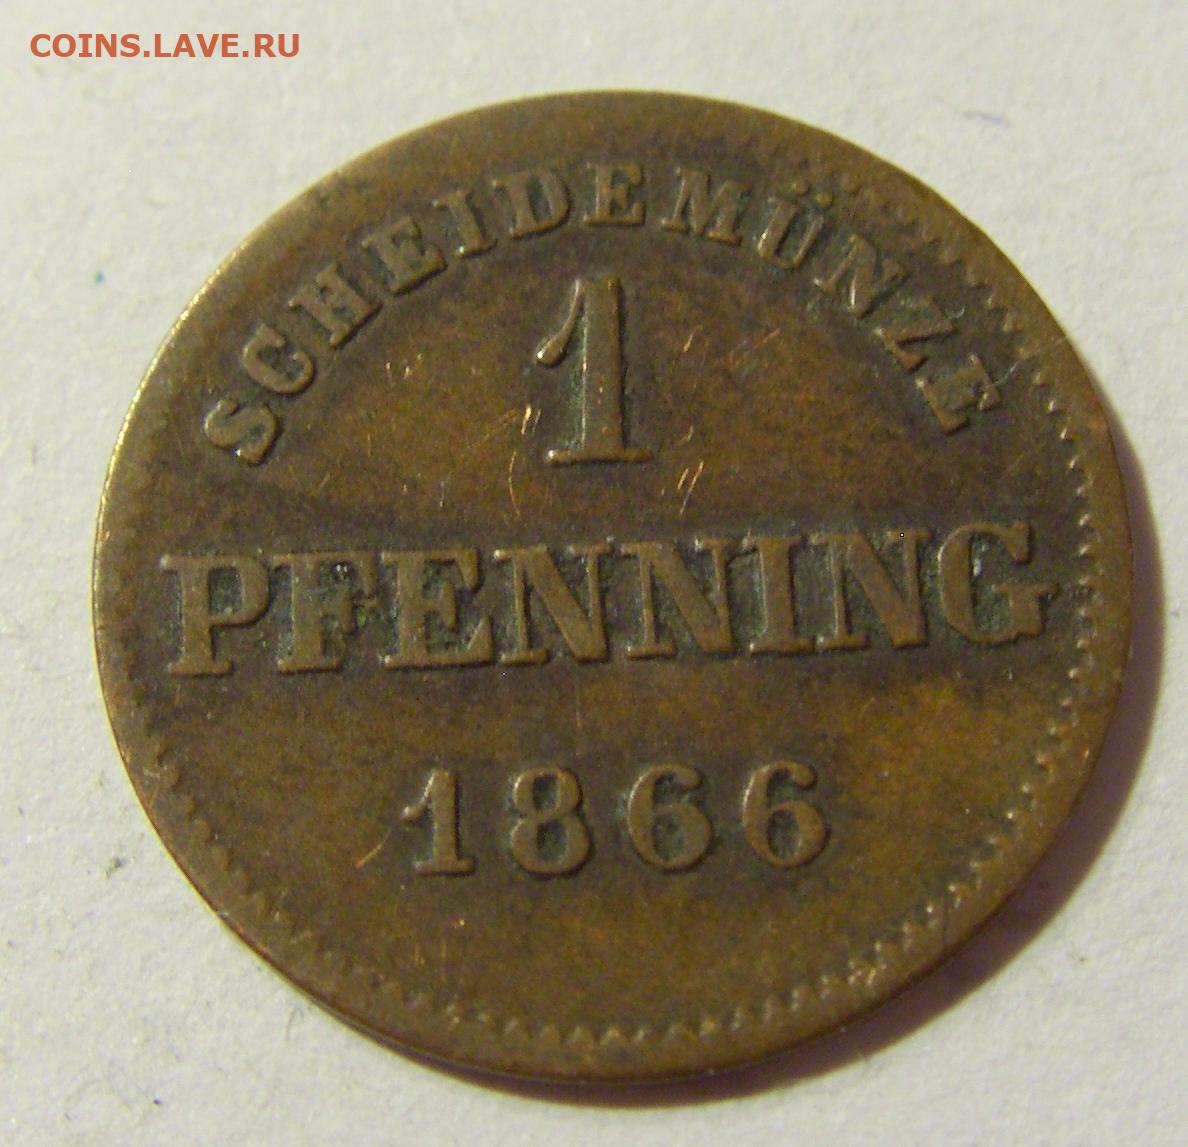 COINS.LAVE.RU
SCHEIDEMÜNZE
1
PFENNING
1866